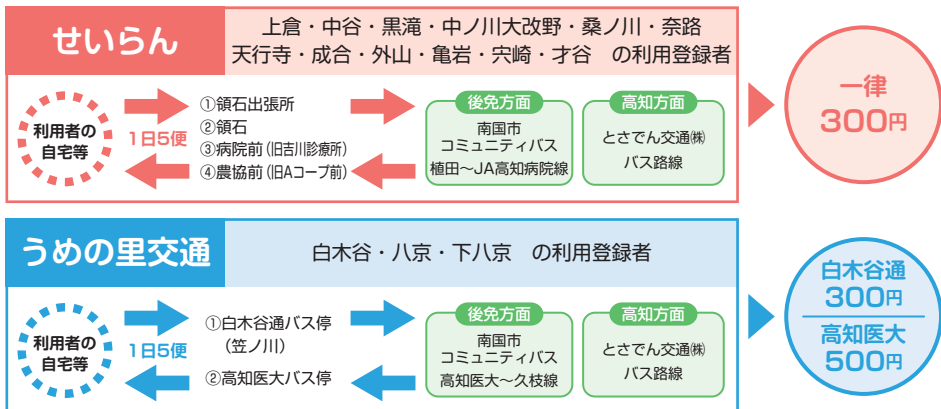 せいらん
上倉・中谷・黒滝・中ノ川大改野・桑ノ川・奈路
天行寺・成合・外山・亀岩・宍崎・才谷　の利用登録者
利用者の
自宅等
1日5便
①領石出張所
②領石
③病院前(旧吉川診療所)
④農協前(旧Aコープ前)
後免方面
南国市
コミュニティバス
植田〜JA高知病院線
高知方面
とさでん交通㈱
バス路線
一律
300円
うめの里交通
白木谷・八京・下八京　の利用登録者
利用者の
自宅等
1日5便
①白木谷通バス停
(笠ノ川)
②高知医大バス停
後免方面
南国市
コミュニティバス
高知医大〜久枝線
高知方面
とさでん交通㈱
バス路線
白木谷通
300円
高知医大
500円